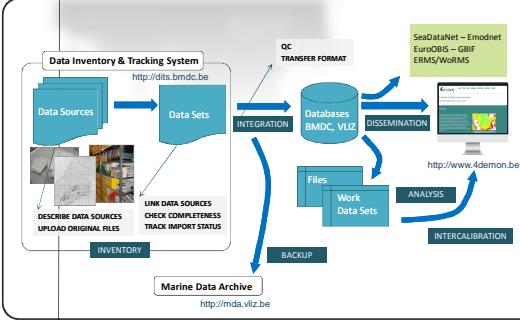 Data Inventory & Tracking System
http://dits.bmdc.be
Data Sources
Data Sets
DESCRIBE DATA SOURCES
UPLOAD ORIGINAL FILES
LINK DATA SOURCES
CHECK COMPLETENESS
TRACK IMPORT STATUS
INVENTORY
QC
TRANSFER FORMAT
INTEGRATION
Databases
BMDC, VLIZ
DISSEMINATION
SeaDataNet – Emodnet
EuroOBIS – GBIF
ERMS/WoRMS
http://www.4demon.be
Files
Work
Data Sets
ANALYSIS
INTERCALIBRATION
BACKUP
Marine Data Archive
http://mda.vliz.be